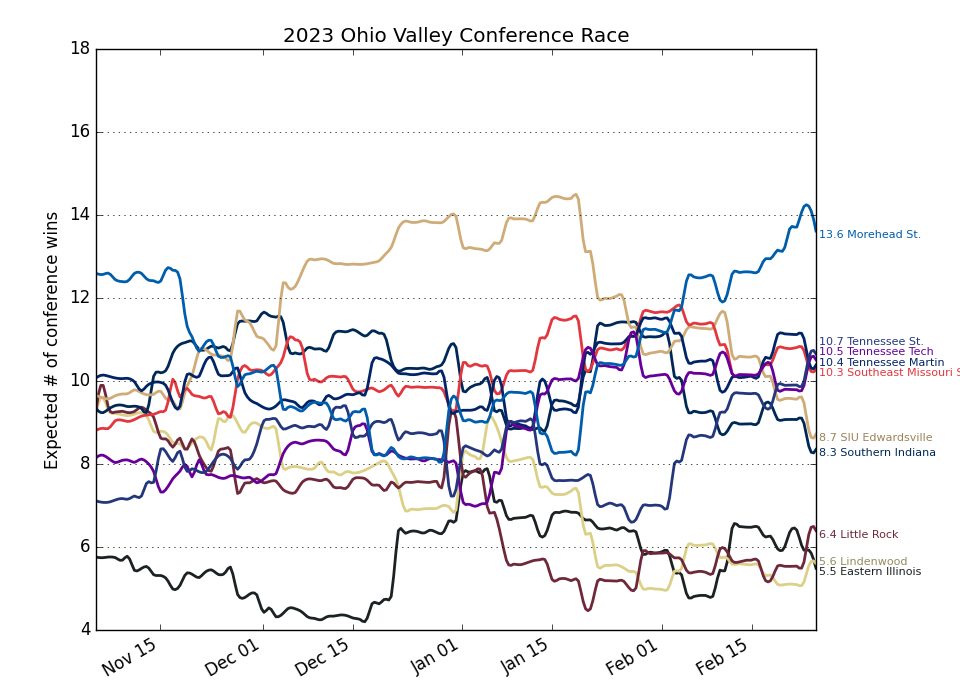 2023 Ohio Valley Conference Race
Expected # of conference wins
18
16
14
12
10
8
6
4
Nov 15
Dec 01
Dec 15
Jan 01
Jan 15
Feb 01
Feb 15
13.6 Morehead St.
10.7 Tennessee St.
10.5 Tennessee Tech
10.4 Tennessee Martin
10.3 Southeast Missouri S
8.7 SIU Edwardsville
8.3 Southern Indiana
6.4 Little Rock
5.6 Lindenwood
5.5 Eastern Illinois